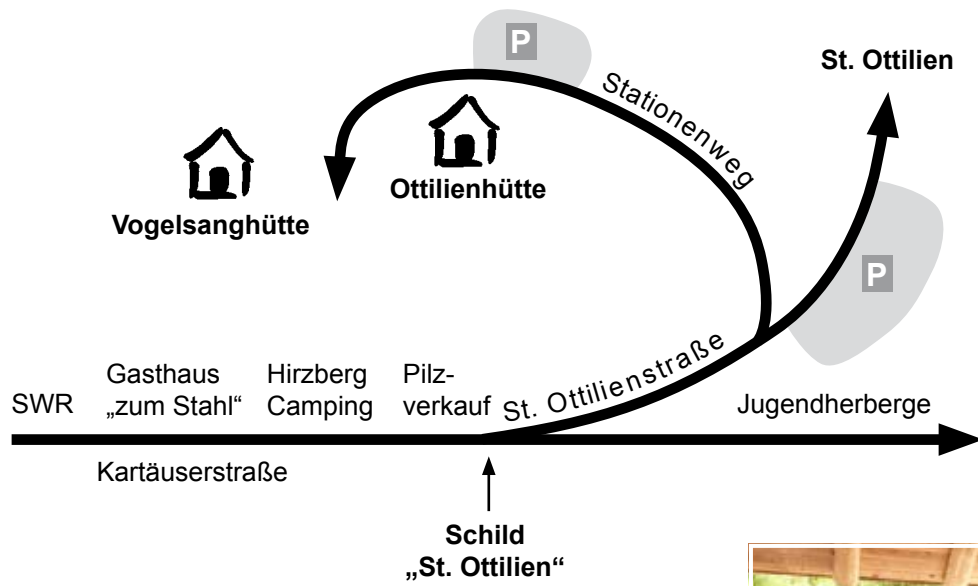 P
St. Ottilien
Stationenweg
Ottilienhütte
Vogelsanghütte
P
St. Ottilienstraße
SWR
Gasthaus
„zum Stahl“
Hirzberg
Camping
Pilz-
verkauf
Jugendherberge
Kartäuserstraße
Schild
„St. Ottilien“